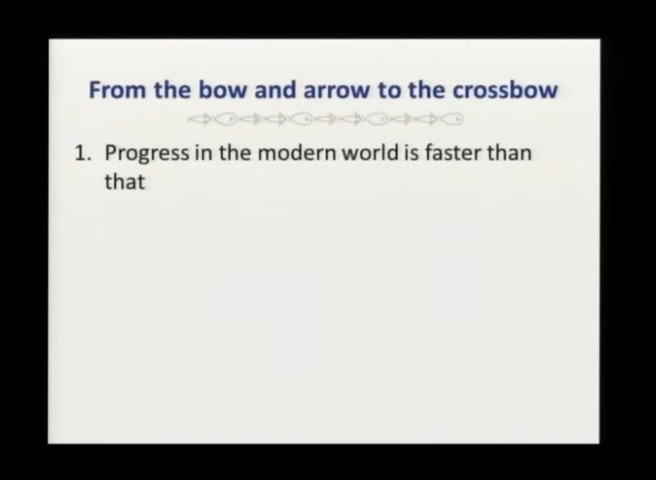 From the bow and arrow to the crossbow
1. Progress in the modern world is faster than
that